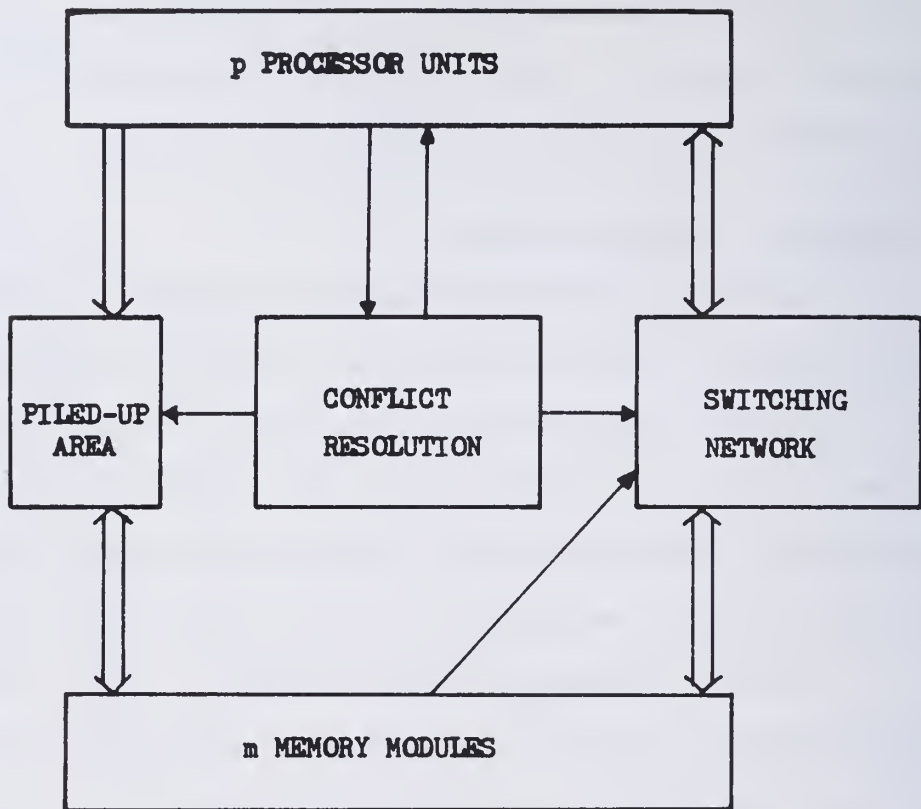 p PROCESSOR UNITS
PILED-UP
AREA
CONFLICT
RESOLUTION
SWITCHING
NETWORK
m MEMORY MODULES